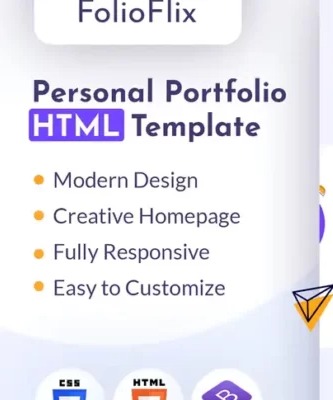 FolioFlix
Personal Portfolio
HTML Template
Modern Design
Creative Homepage
Fully Responsive
Easy to Customize
CSS HTML
B